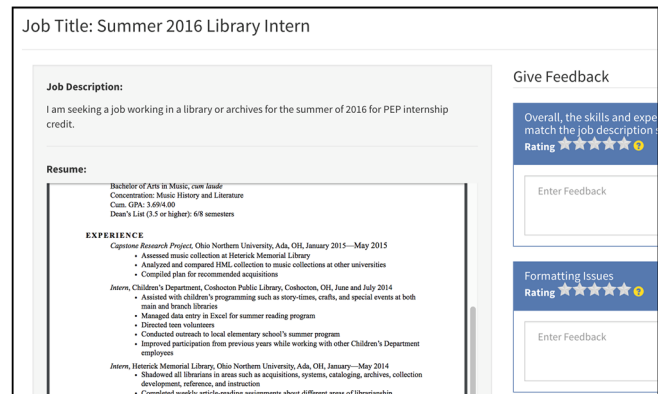 Job Title: Summer 2016 Library Intern
Job Description:
I am seeking a job working in a library or archives for the summer of 2016 for PEP internship
credit.
Resume:
Bachelor of Arts in Music, cum laude
Concentration: Music History and Literature
Cum. GPA: 3.69/4.00
Dean's List (3.5 or higher): 6/8 semesters
EXPERIENCE
Capstone Research Project, Ohio Northern University, Ada, OH, January 2015—May 2015
• Assessed music collection at Heterick Memorial Library
• Analyzed and compared HML collection to music collections at other universities
• Compiled plan for recommended acquisitions
Intern, Children's Department, Coshocton Public Library, Coshocton, OH, June and July 2014
• Assisted with children's programming such as story-times, crafts, and special events at both
main and branch libraries
• Managed data entry in Excel for summer reading program
• Directed teen volunteers
• Conducted outreach to local elementary school's summer program
• Improved participation from previous years while working with other Children's Department
employees
Intern, Heterick Memorial Library, Ohio Northern University, Ada, OH, January—May 2014
• Shadowed all librarians in areas such as acquisitions, systems, cataloging, archives, collection
development, reference, and instruction
• Completed weekly article-reading assignments about different areas of librarianship
Give Feedback
Overall, the skills and expe
match the job description s
Rating ?
Enter Feedback
Formatting Issues
Rating ?
Enter Feedback